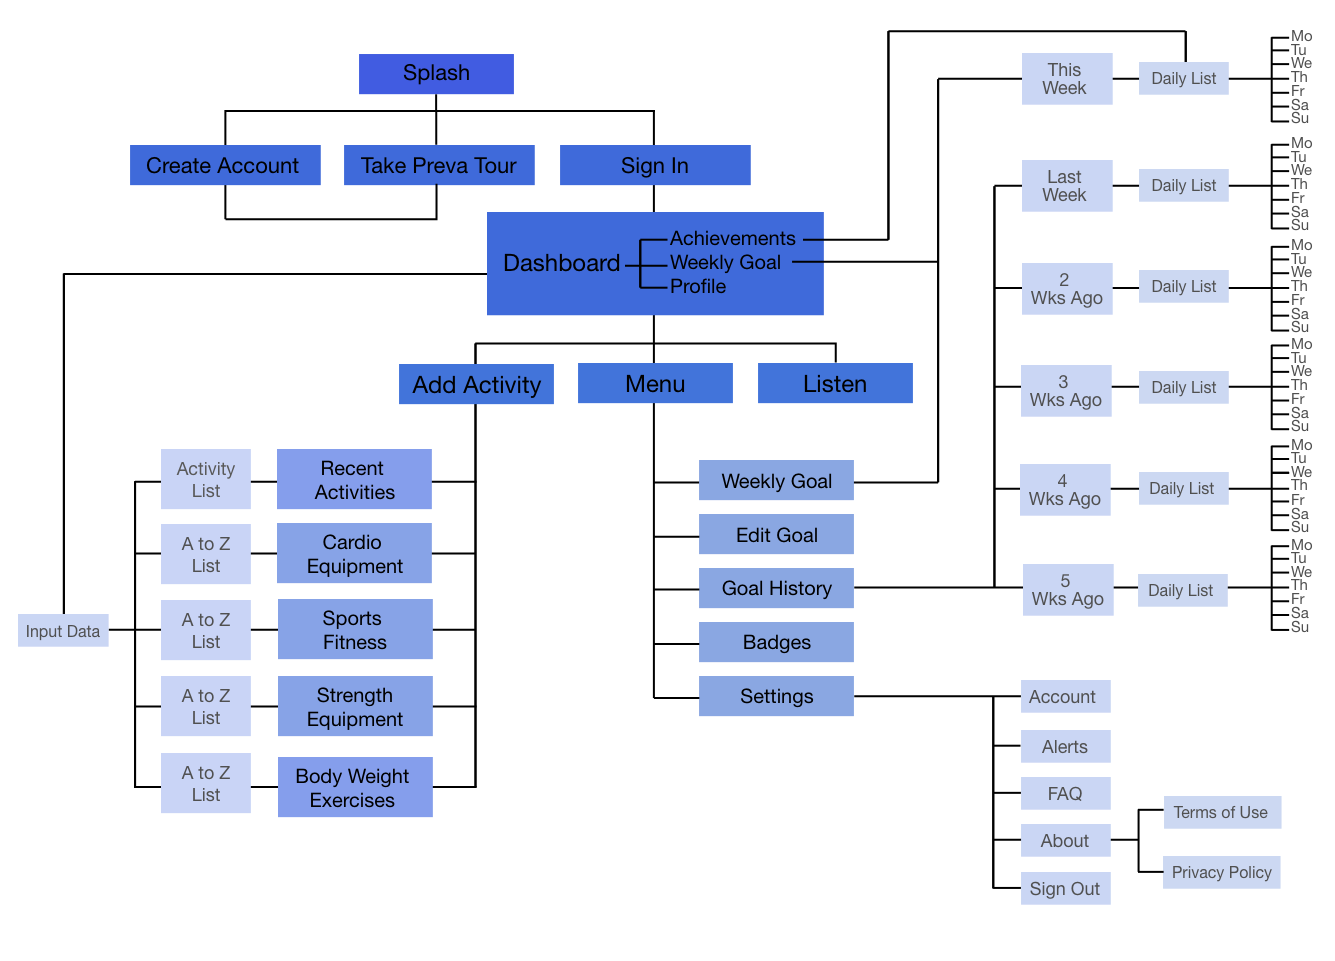 Splash
Create Account
Take Preva Tour
Sign In
Dashboard
Achievements
Weekly Goal
Profile
Add Activity
Menu
Listen
Activity
List
Recent
Activities
A to Z
List
Cardio
Equipment
Input Data
A to Z
List
Sports
Fitness
A to Z
List
Strength
Equipment
A to Z
List
Body Weight
Exercises
Weekly Goal
Edit Goal
Goal History
Badges
Settings
This
Week
Daily List
Mo
Tu
We
Th
Fr
Sa
Su
Last
Week
Daily List
Mo
Tu
We
Th
Fr
Sa
Su
2
Wks Ago
Daily List
Mo
Tu
We
Th
Fr
Sa
Su
3
Wks Ago
Daily List
Mo
Tu
We
Th
Fr
Sa
Su
4
Wks Ago
Daily List
Mo
Tu
We
Th
Fr
Sa
Su
5
Wks Ago
Daily List
Mo
Tu
We
Th
Fr
Sa
Su
Account
Alerts
FAQ
About
Sign Out
Terms of Use
Privacy Policy